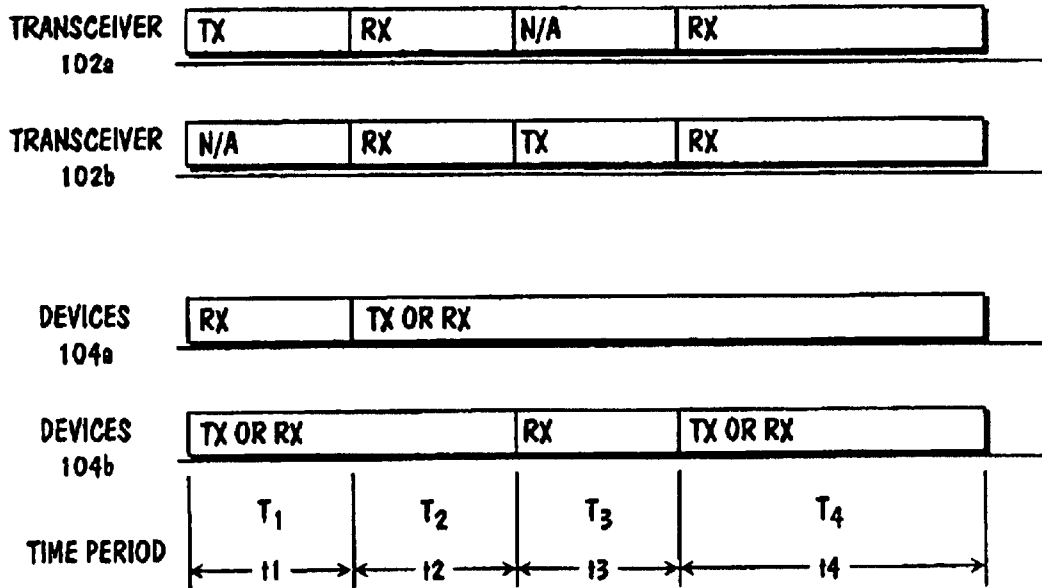 TRANSCEIVER 102a
TX RX N/A RX
TRANSCEIVER 102b
N/A RX TX RX
DEVICES 104a
RX TX OR RX
DEVICES 104b
TX OR RX RX TX OR RX
T1 T2 T3 T4
TIME PERIOD t1 t2 t3 t4